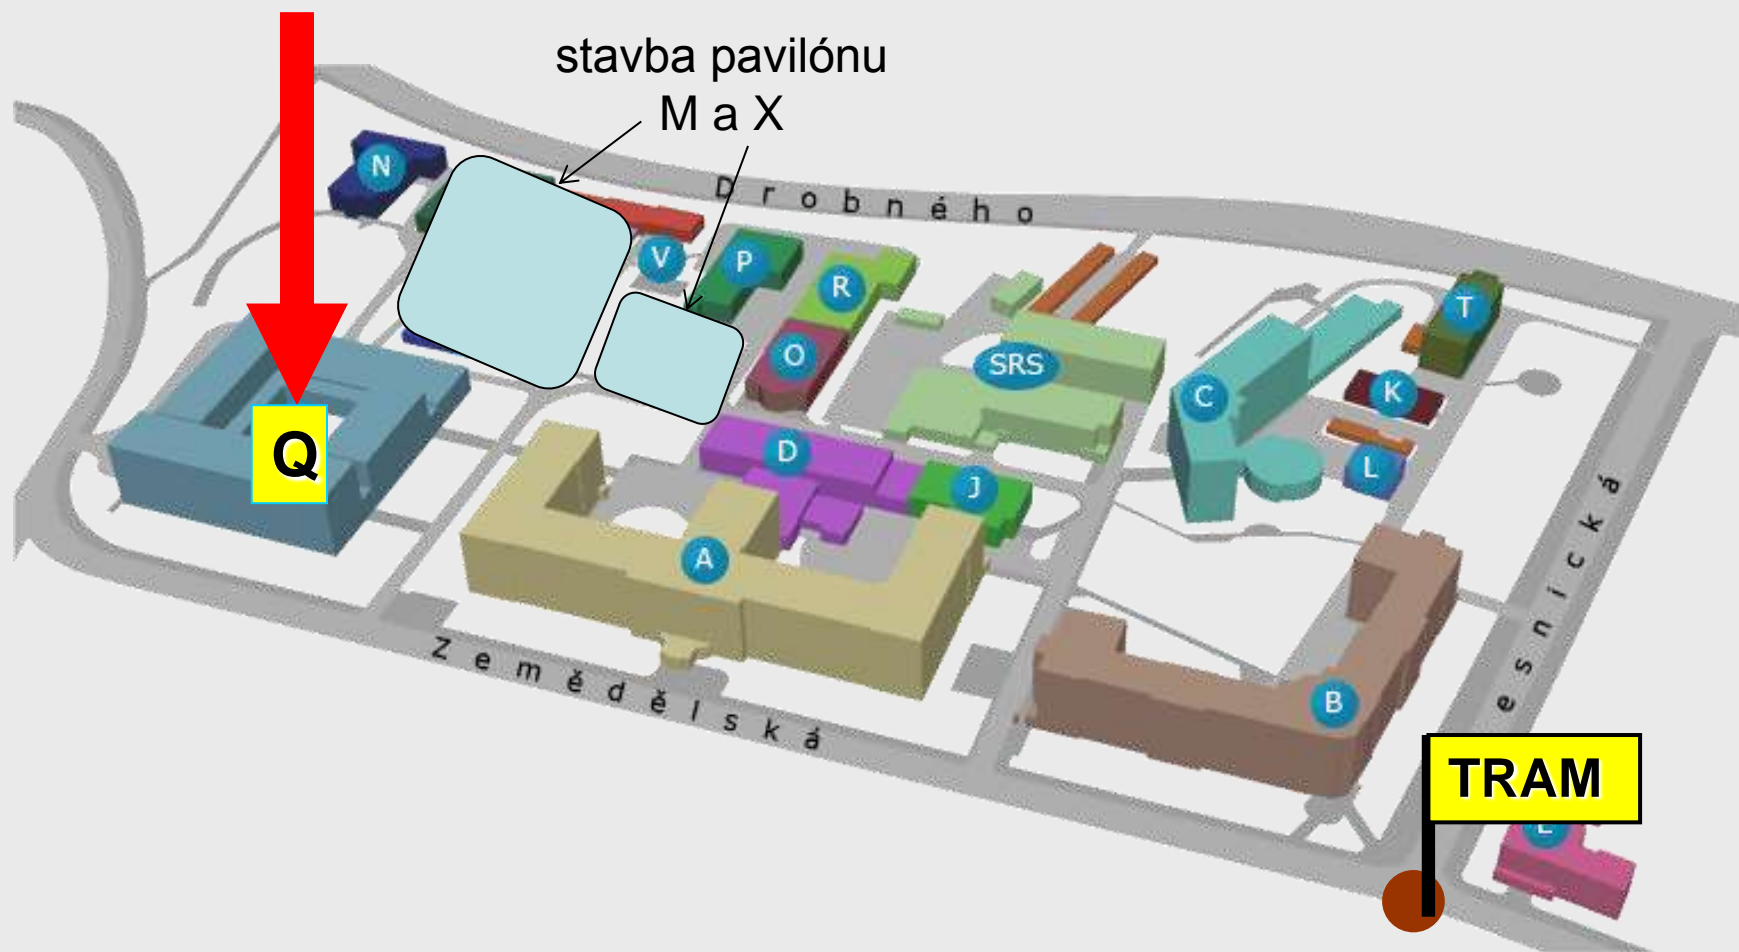 stavba pavilónu
M a X
N
Drobného
V
P
R
T
O
SRS
C
K
Q
D
J
L
A
esnická
Zemědělská
B
TRAM